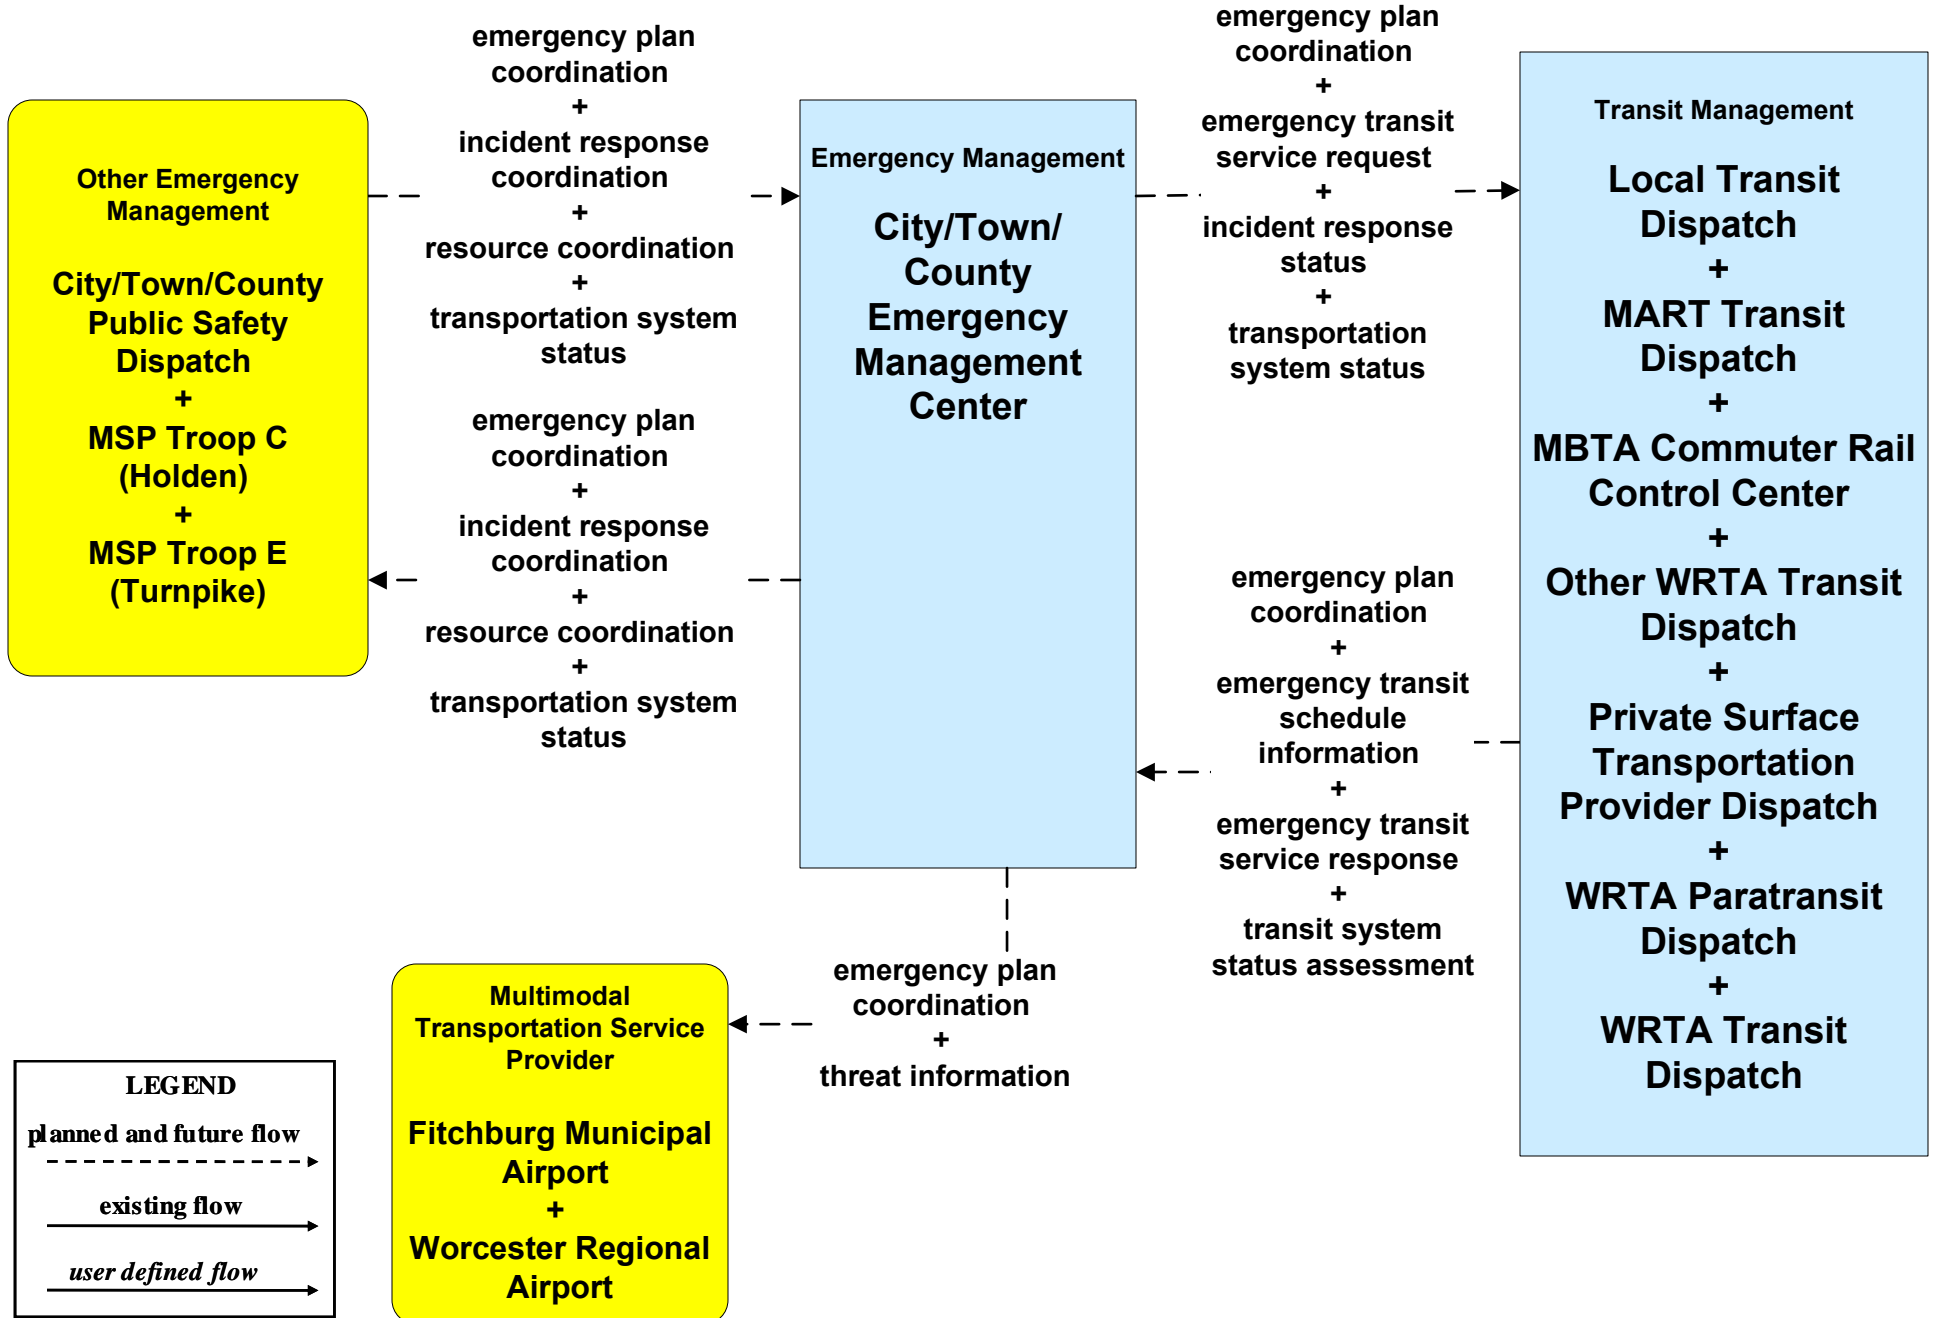 Other Emergency
Management
City/Town/County
Public Safety
Dispatch
+
MSP Troop C
(Holden)
+
MSP Troop E
(Turnpike)
emergency plan
coordination
+
incident response
coordination
+
resource coordination
+
transportation system
status
emergency plan
coordination
+
incident response
coordination
+
resource coordination
+
transportation system
status
Emergency Management
City/Town/
County
Emergency
Management
Center
emergency plan
coordination
+
emergency transit
service request
+
incident response
status
+
transportation
system status
emergency plan
coordination
+
emergency transit
schedule
information
+
emergency transit
service response
+
transit system
status assessment
Transit Management
Local Transit
Dispatch
+
MART Transit
Dispatch
+
MBTA Commuter Rail
Control Center
+
Other WRTA Transit
Dispatch
+
Private Surface
Transportation
Provider Dispatch
+
WRTA Paratransit
Dispatch
+
WRTA Transit
Dispatch
emergency plan
coordination
+
threat information
Multimodal
Transportation Service
Provider
Fitchburg Municipal
Airport
+
Worcester Regional
Airport
LEGEND
planned and future flow
existing flow
user defined flow